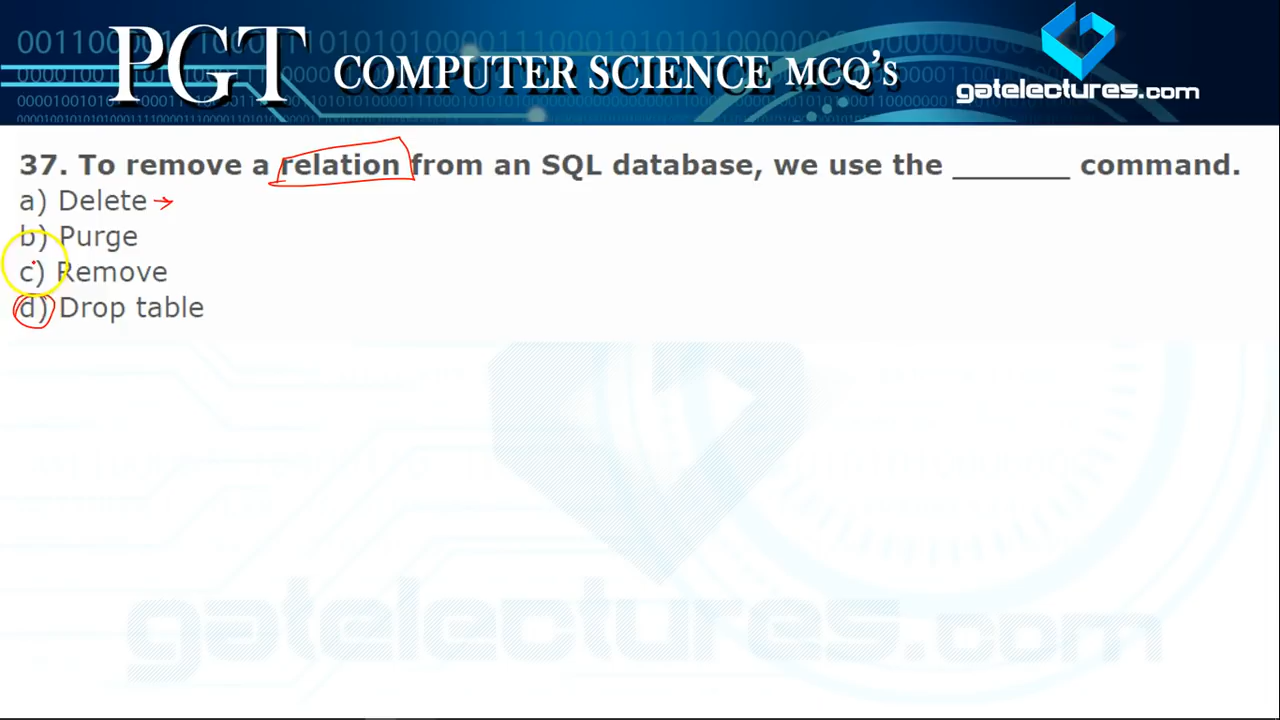 PGT COMPUTER SCIENCE MCQ'S
gatelectures.com
37. To remove a relation from an SQL database, we use the ________ command.
a) Delete
b) Purge
c) Remove
d) Drop table
gatelectures.com